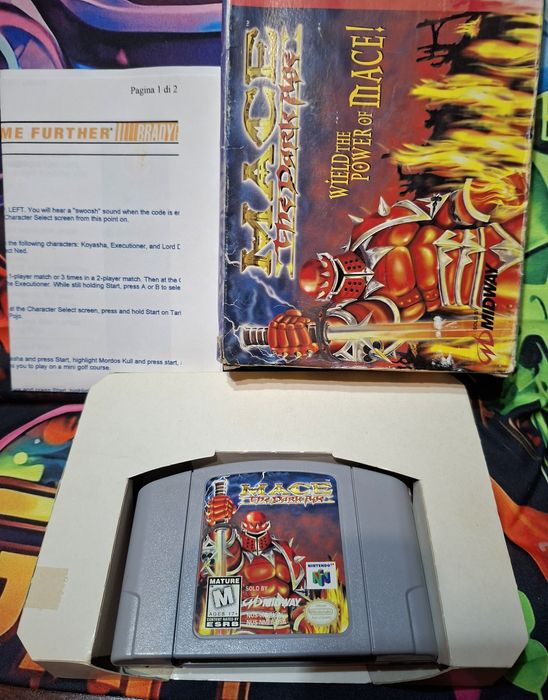 Pagina 1 di 2
ME FURTHER BRADY
LEFT. You will hear a "swoosh" sound when the code is en
Character Select screen from this point on.
the following characters: Koyasha, Executioner, and Lord D
d Ned.
-player match or 3 times in a 2-player match. Then at the C
e Executioner. While still holding Start, press A or B to sele
at the Character Select screen, press and hold Start on Tar
Pojo.
sha and press Start, highlight Mordos Kull and press start,
s you to play on a mini golf course.
MACE
The Dark Age
WIELD THE
POWER OF MACE!
SOLD BY
MIDWAY
MACE
The Dark Age
MATURE
M
AGES 17+
CONTENT RATED BY
ESRB
SOLD BY
MIDWAY
NINTENDO 64
N